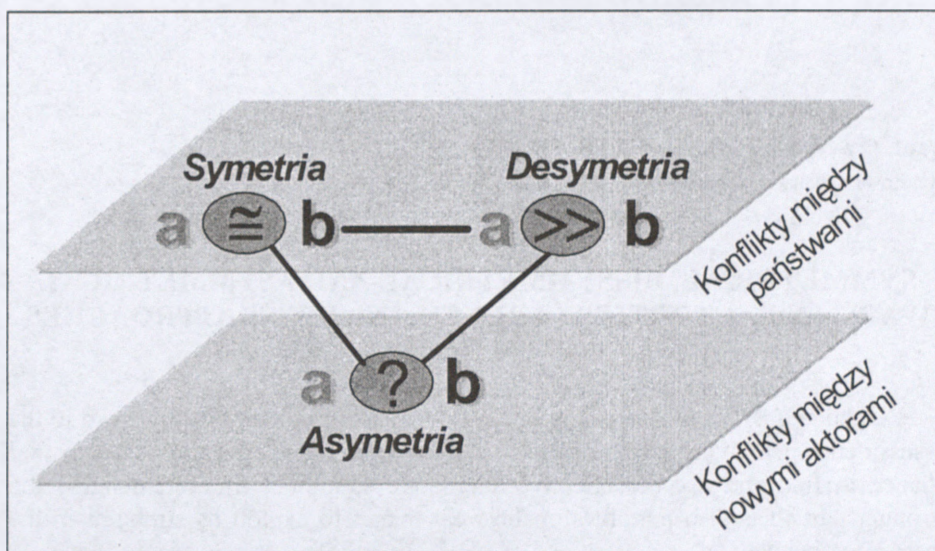 Symetria
Desymetria
a ≅ b
a >> b
Konflikty między
państwami
a ? b
Asymetria
Konflikty między
nowymi aktorami